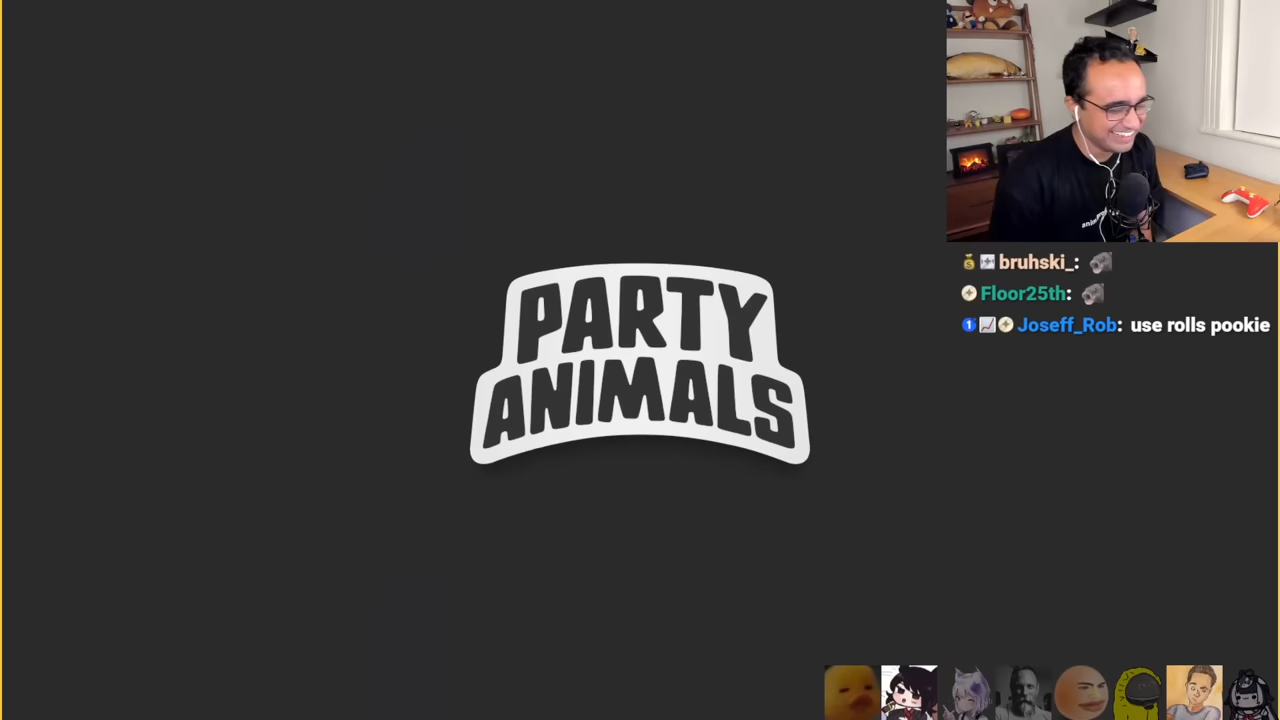 PARTY
ANIMALS
bruhski_:
Floor25th:
Joseff_Rob: use rolls pookie